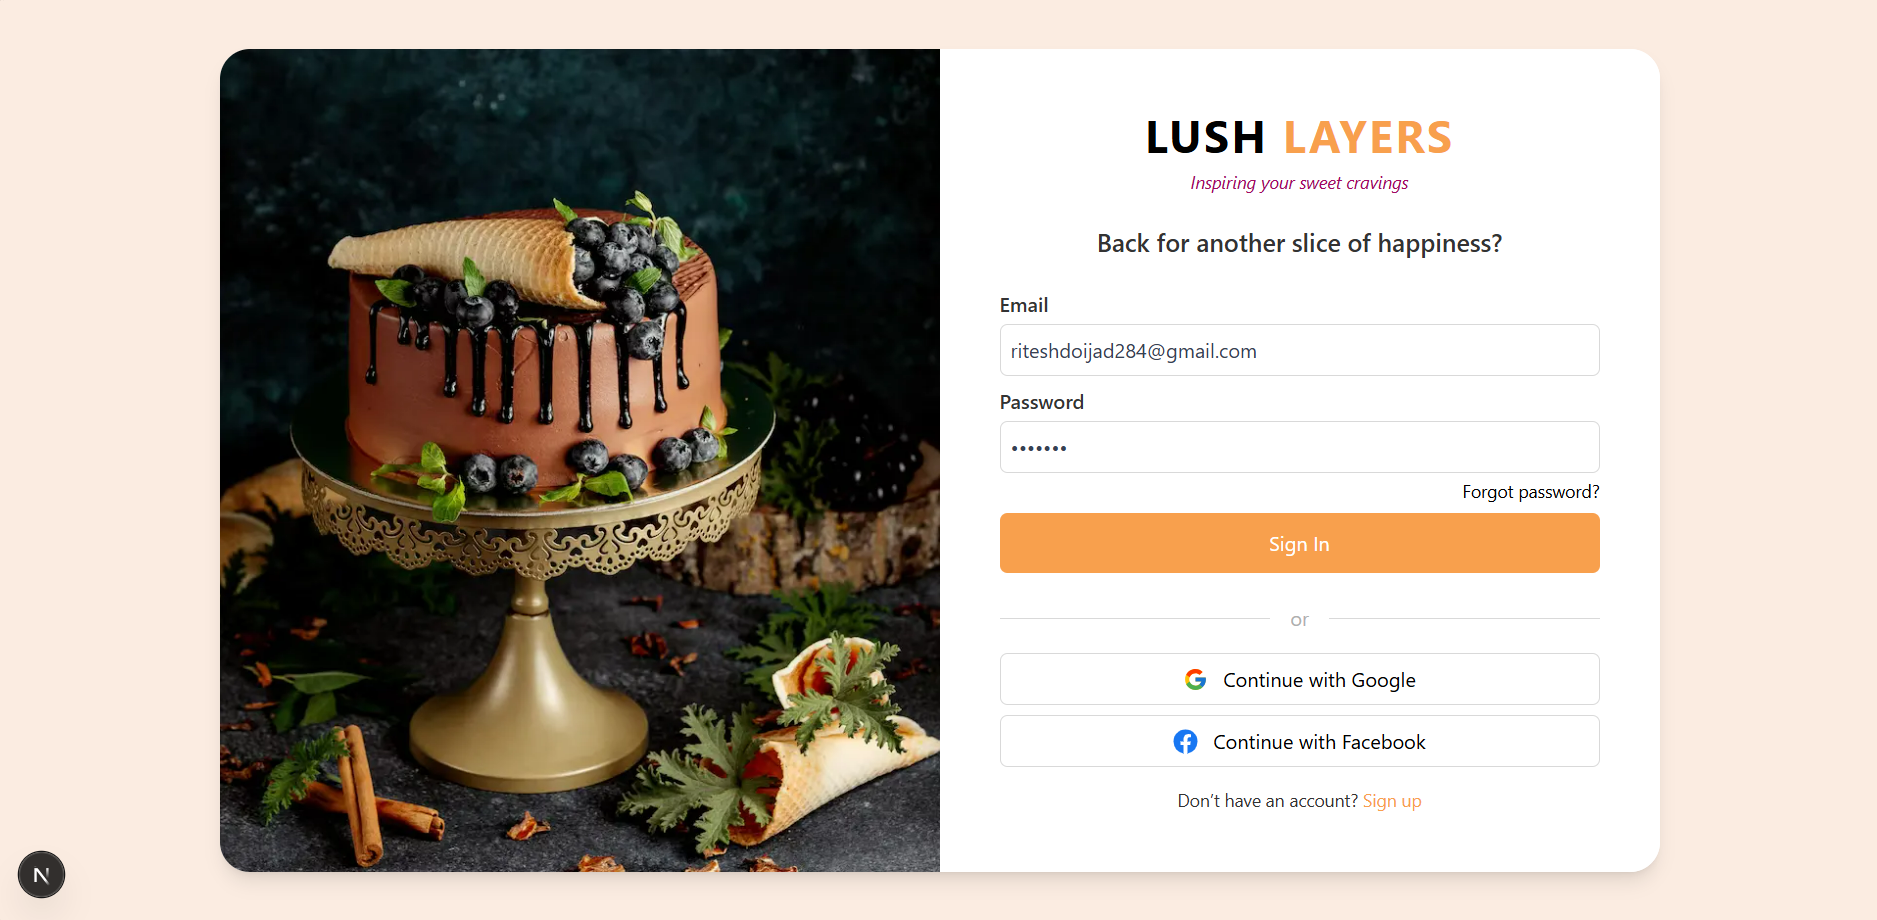 LUSH LAYERS
Inspiring your sweet cravings
Back for another slice of happiness?
Email
riteshdoijad284@gmail.com
Password
•••••••
Forgot password?
Sign In
or
Continue with Google
Continue with Facebook
Don’t have an account? Sign up
N